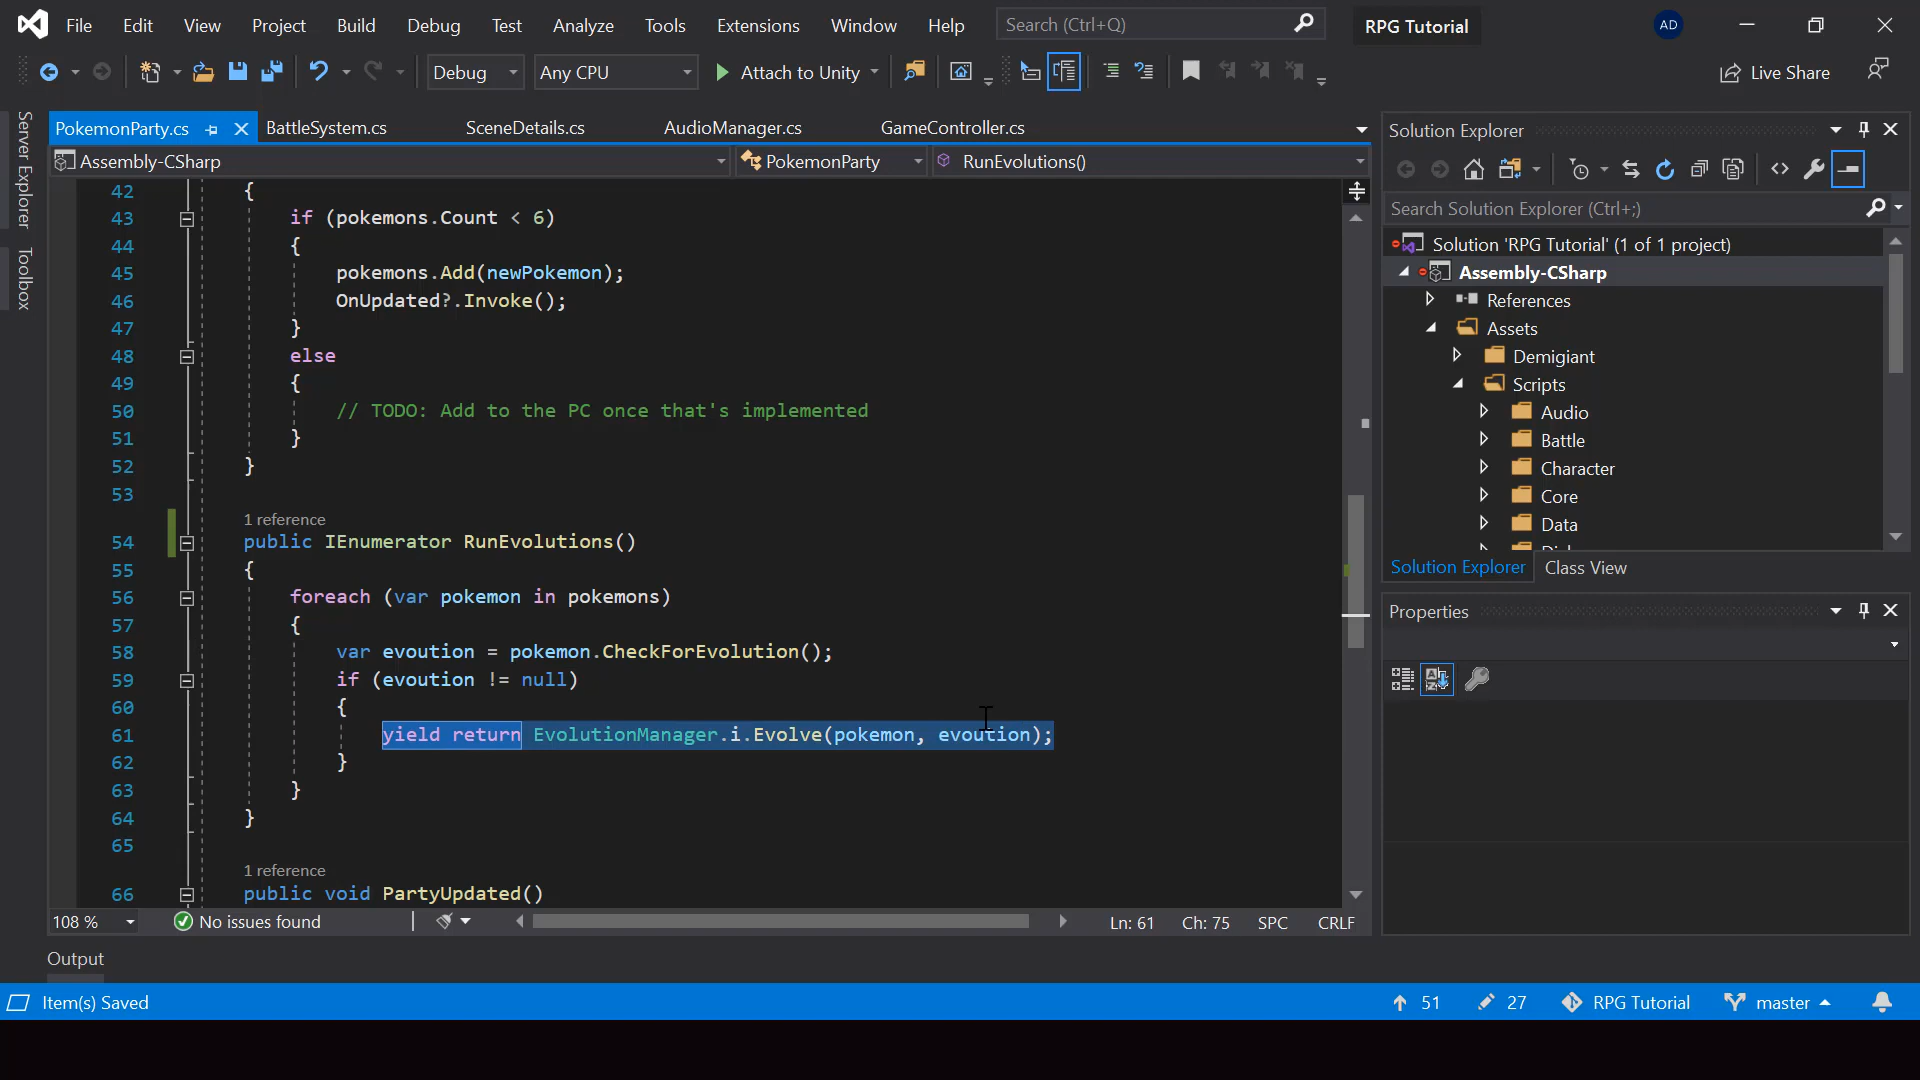 File Edit View Project Build Debug Test Analyze Tools Extensions Window Help Search (Ctrl+Q) RPG Tutorial AD
Debug Any CPU Attach to Unity Live Share
Server Explorer
Toolbox
PokemonParty.cs BattleSystem.cs SceneDetails.cs AudioManager.cs GameController.cs
Assembly-CSharp PokemonParty RunEvolutions()
42 {
43 if (pokemons.Count < 6)
44 {
45 pokemons.Add(newPokemon);
46 OnUpdated?.Invoke();
47 }
48 else
49 {
50 // TODO: Add to the PC once that's implemented
51 }
52 }
53
1 reference
54 public IEnumerator RunEvolutions()
55 {
56 foreach (var pokemon in pokemons)
57 {
58 var evoution = pokemon.CheckForEvolution();
59 if (evoution != null)
60 {
61 yield return EvolutionManager.i.Evolve(pokemon, evoution);
62 }
63 }
64 }
65
1 reference
66 public void PartyUpdated()
108 % No issues found Ln: 61 Ch: 75 SPC CRLF
Output
Solution Explorer
Search Solution Explorer (Ctrl+;)
Solution 'RPG Tutorial' (1 of 1 project)
Assembly-CSharp
References
Assets
Demigiant
Scripts
Audio
Battle
Character
Core
Data
Solution Explorer Class View
Properties
Item(s) Saved 51 27 RPG Tutorial master